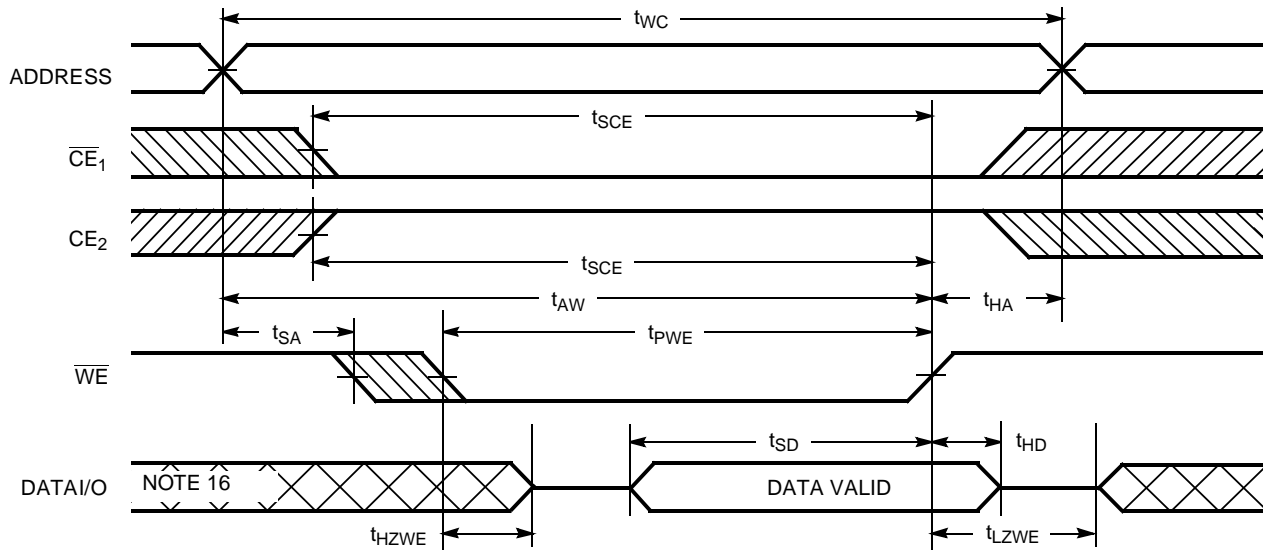 tWC
ADDRESS
tSCE
CE1
CE2
tSCE
tAW
tHA
tSA
tPWE
WE
tSD
tHD
DATAI/O
NOTE 16
DATA VALID
tHZWE
tLZWE